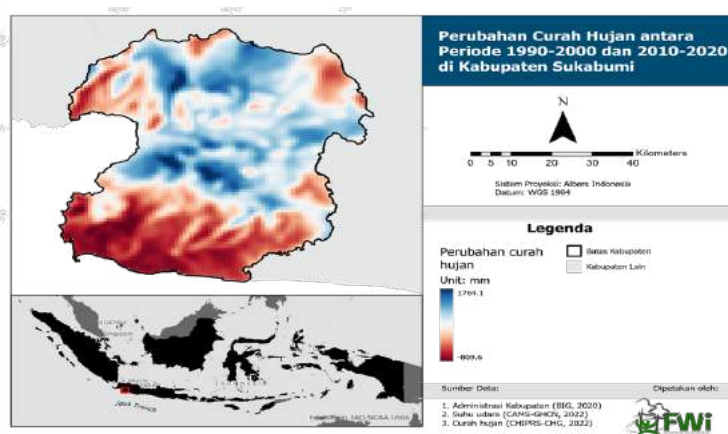 Perubahan Curah Hujan antara
Periode 1990-2000 dan 2010-2020
di Kabupaten Sukabumi
N
Kilometers
0 5 10 20 30 40
Sistem Proyeksi: Albers Indonesia
Datum: WGS 1984
Legenda
Perubahan curah
hujan
Unit: mm
1764.1
-809.6
Batas Kabupaten
Kabupaten Lain
Java Trench
Sumber Data:
1. Administrasi Kabupaten (BIG, 2020)
2. Suhu udara (CAMS-GHCN, 2022)
3. Curah hujan (CHIPRS-CHG, 2022)
Dipetakan oleh:
FWi